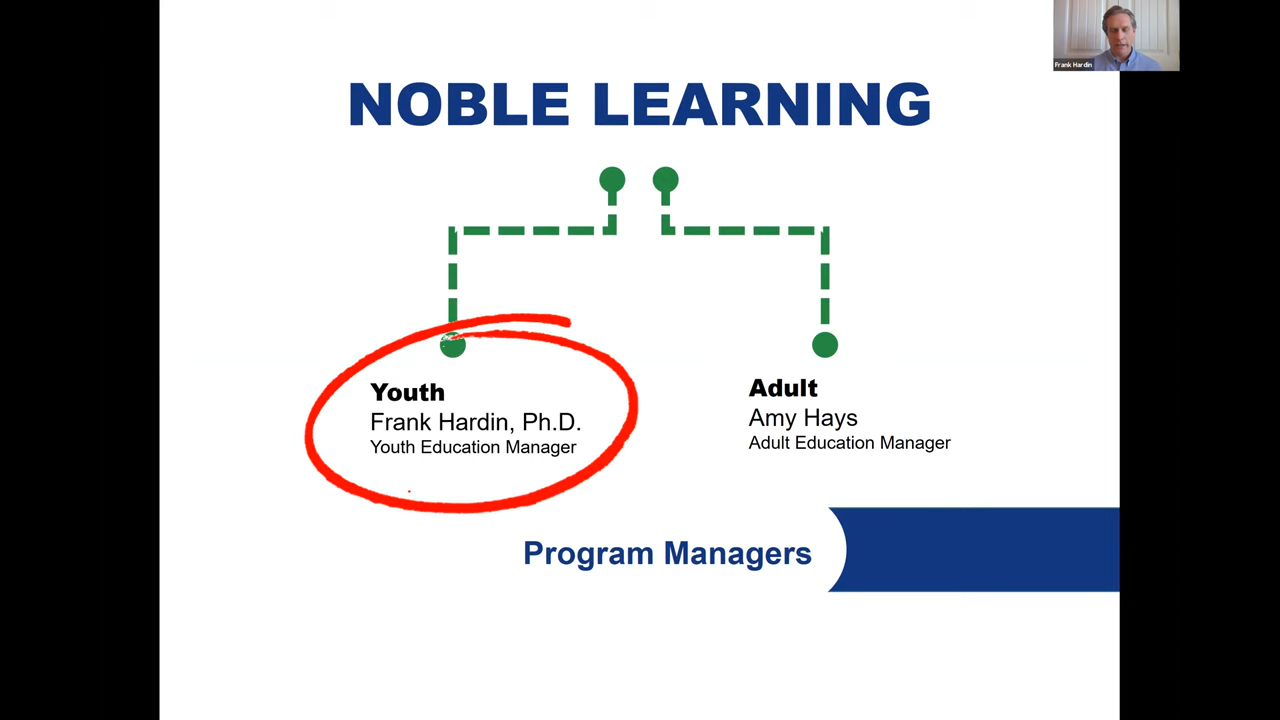 Frank Hardin
NOBLE LEARNING
Youth
Frank Hardin, Ph.D.
Youth Education Manager
Adult
Amy Hays
Adult Education Manager
Program Managers